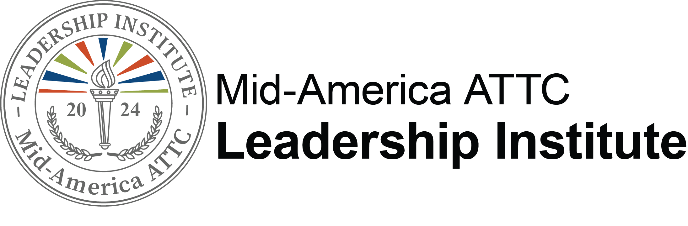 LEADERSHIP INSTITUTE
20 24
Mid-America ATTC
Mid-America ATTC
Leadership Institute